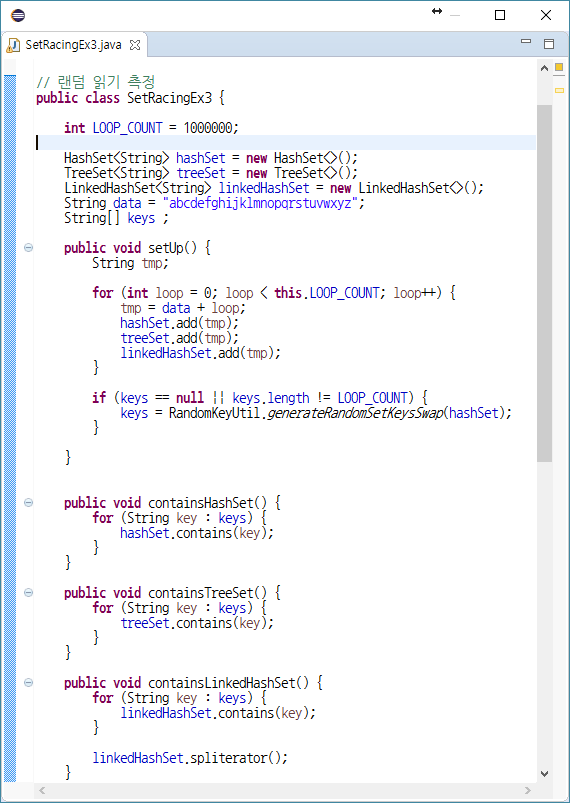 SetRacingEx3.java
// 랜덤 읽기 측정
public class SetRacingEx3 {
int LOOP_COUNT = 1000000;
HashSet<String> hashSet = new HashSet<>();
TreeSet<String> treeSet = new TreeSet<>();
LinkedHashSet<String> linkedHashSet = new LinkedHashSet<>();
String data = "abcdefghijklmnopqrstuvwxyz";
String[] keys ;
public void setUp() {
String tmp;
for (int loop = 0; loop < this.LOOP_COUNT; loop++) {
tmp = data + loop;
hashSet.add(tmp);
treeSet.add(tmp);
linkedHashSet.add(tmp);
}
if (keys == null || keys.length != LOOP_COUNT) {
keys = RandomKeyUtil.generateRandomSetKeysSwap(hashSet);
}
}
public void containsHashSet() {
for (String key : keys) {
hashSet.contains(key);
}
}
public void containsTreeSet() {
for (String key : keys) {
treeSet.contains(key);
}
}
public void containsLinkedHashSet() {
for (String key : keys) {
linkedHashSet.contains(key);
}
linkedHashSet.spliterator();
}